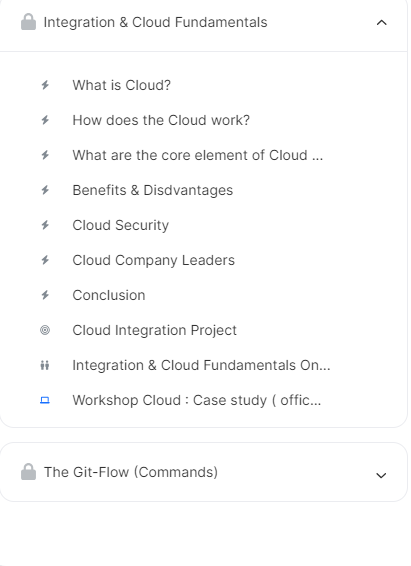 Integration & Cloud Fundamentals
What is Cloud?
How does the Cloud work?
What are the core element of Cloud ...
Benefits & Disdvantages
Cloud Security
Cloud Company Leaders
Conclusion
Cloud Integration Project
Integration & Cloud Fundamentals On...
Workshop Cloud : Case study ( offic...
The Git-Flow (Commands)